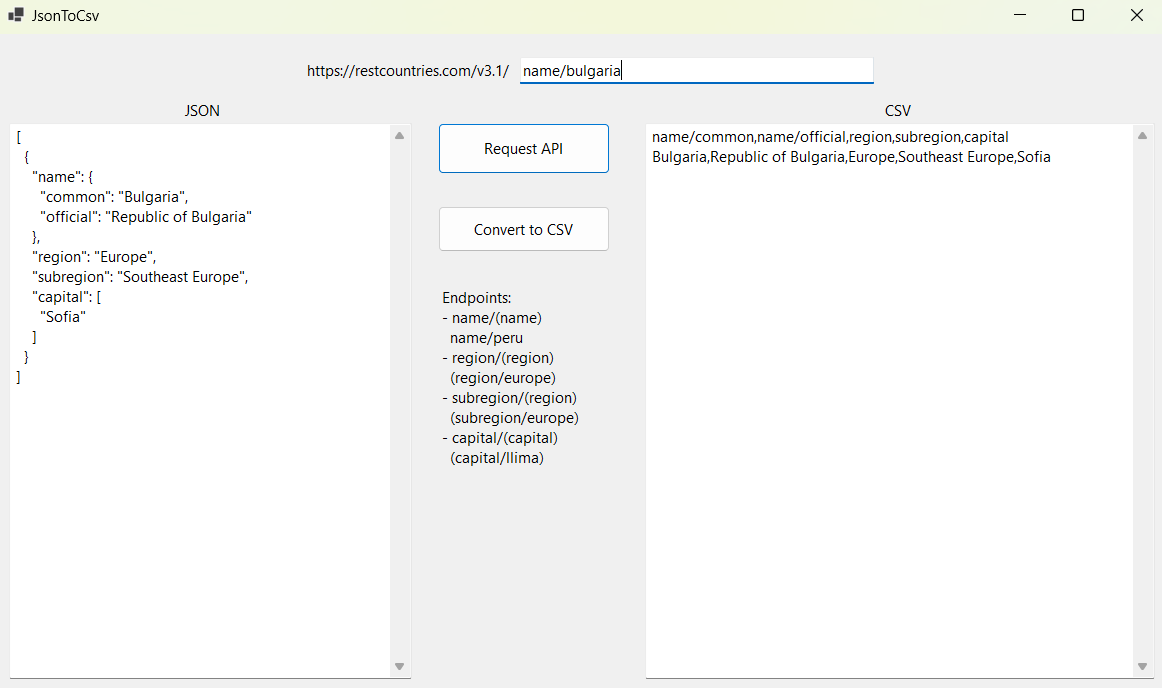 JsonToCsv
https://restcountries.com/v3.1/ name/bulgaria
JSON
[
  {
    "name": {
      "common": "Bulgaria",
      "official": "Republic of Bulgaria"
    },
    "region": "Europe",
    "subregion": "Southeast Europe",
    "capital": [
      "Sofia"
    ]
  }
]
Request API
Convert to CSV
Endpoints:
- name/(name)
  name/peru
- region/(region)
  (region/europe)
- subregion/(region)
  (subregion/europe)
- capital/(capital)
  (capital/llima)
CSV
name/common,name/official,region,subregion,capital
Bulgaria,Republic of Bulgaria,Europe,Southeast Europe,Sofia